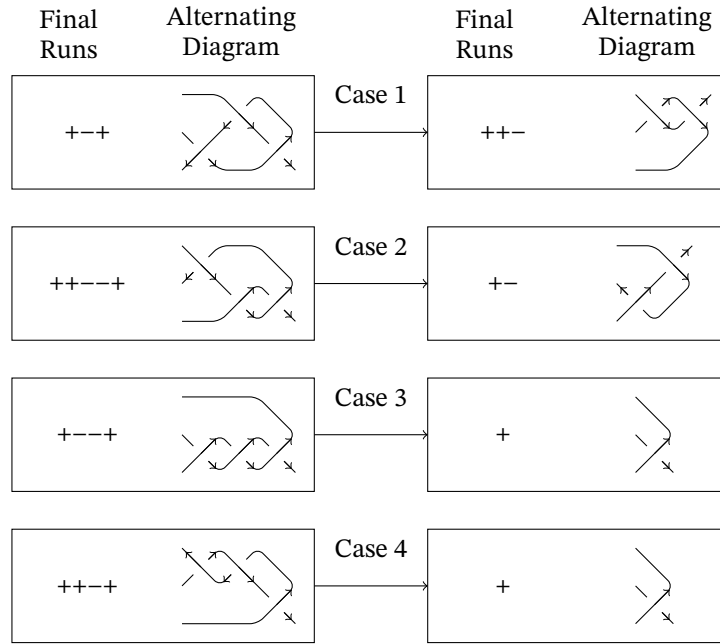 Final Alternating Final Alternating
Runs Diagram Runs Diagram
Case 1
+−+ ++−
Case 2
++−−+ +−
Case 3
+−−+ +
Case 4
++−+ +